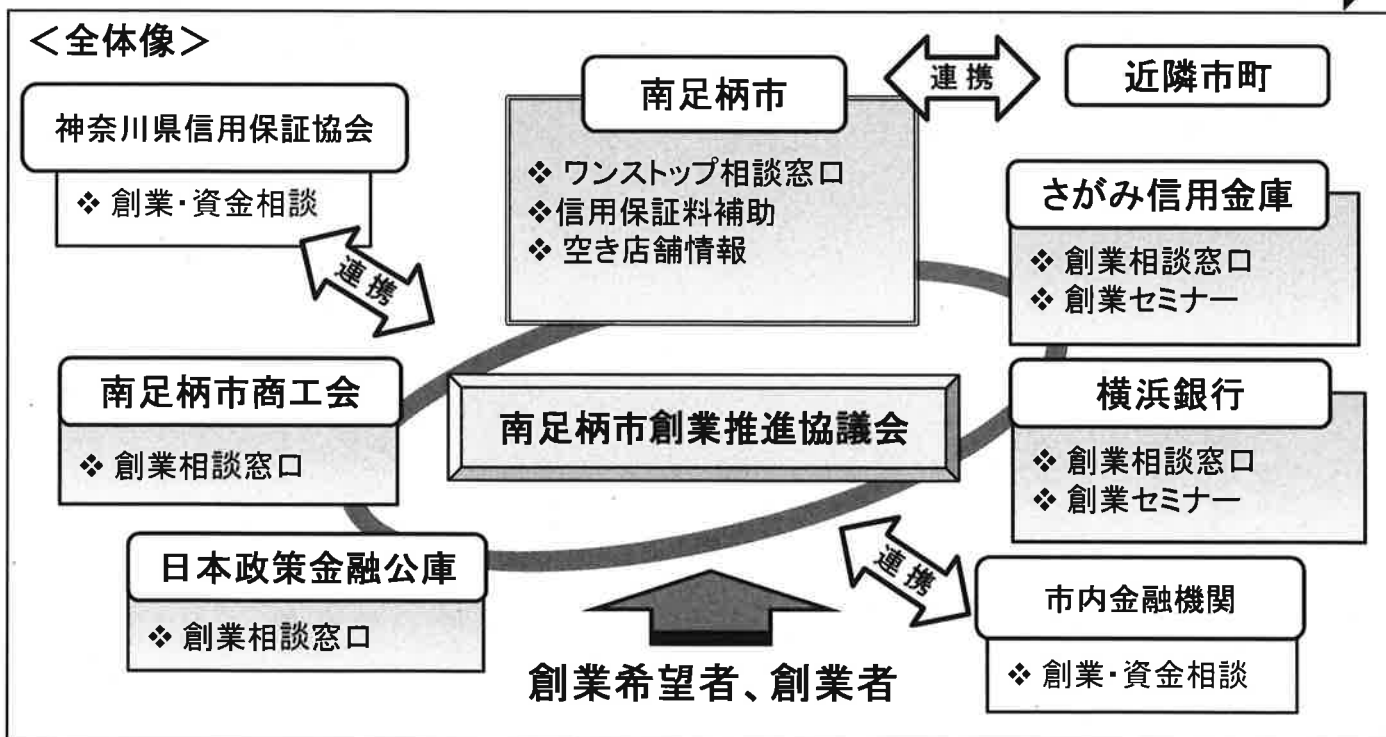 ＜全体像＞
南足柄市
❖ ワンストップ相談窓口
❖信用保証料補助
❖ 空き店舗情報
連携
近隣市町
神奈川県信用保証協会
❖ 創業・資金相談
連携
さがみ信用金庫
❖ 創業相談窓口
❖ 創業セミナー
南足柄市商工会
❖ 創業相談窓口
南足柄市創業推進協議会
横浜銀行
❖ 創業相談窓口
❖ 創業セミナー
日本政策金融公庫
❖ 創業相談窓口
連携
市内金融機関
❖ 創業・資金相談
創業希望者、創業者